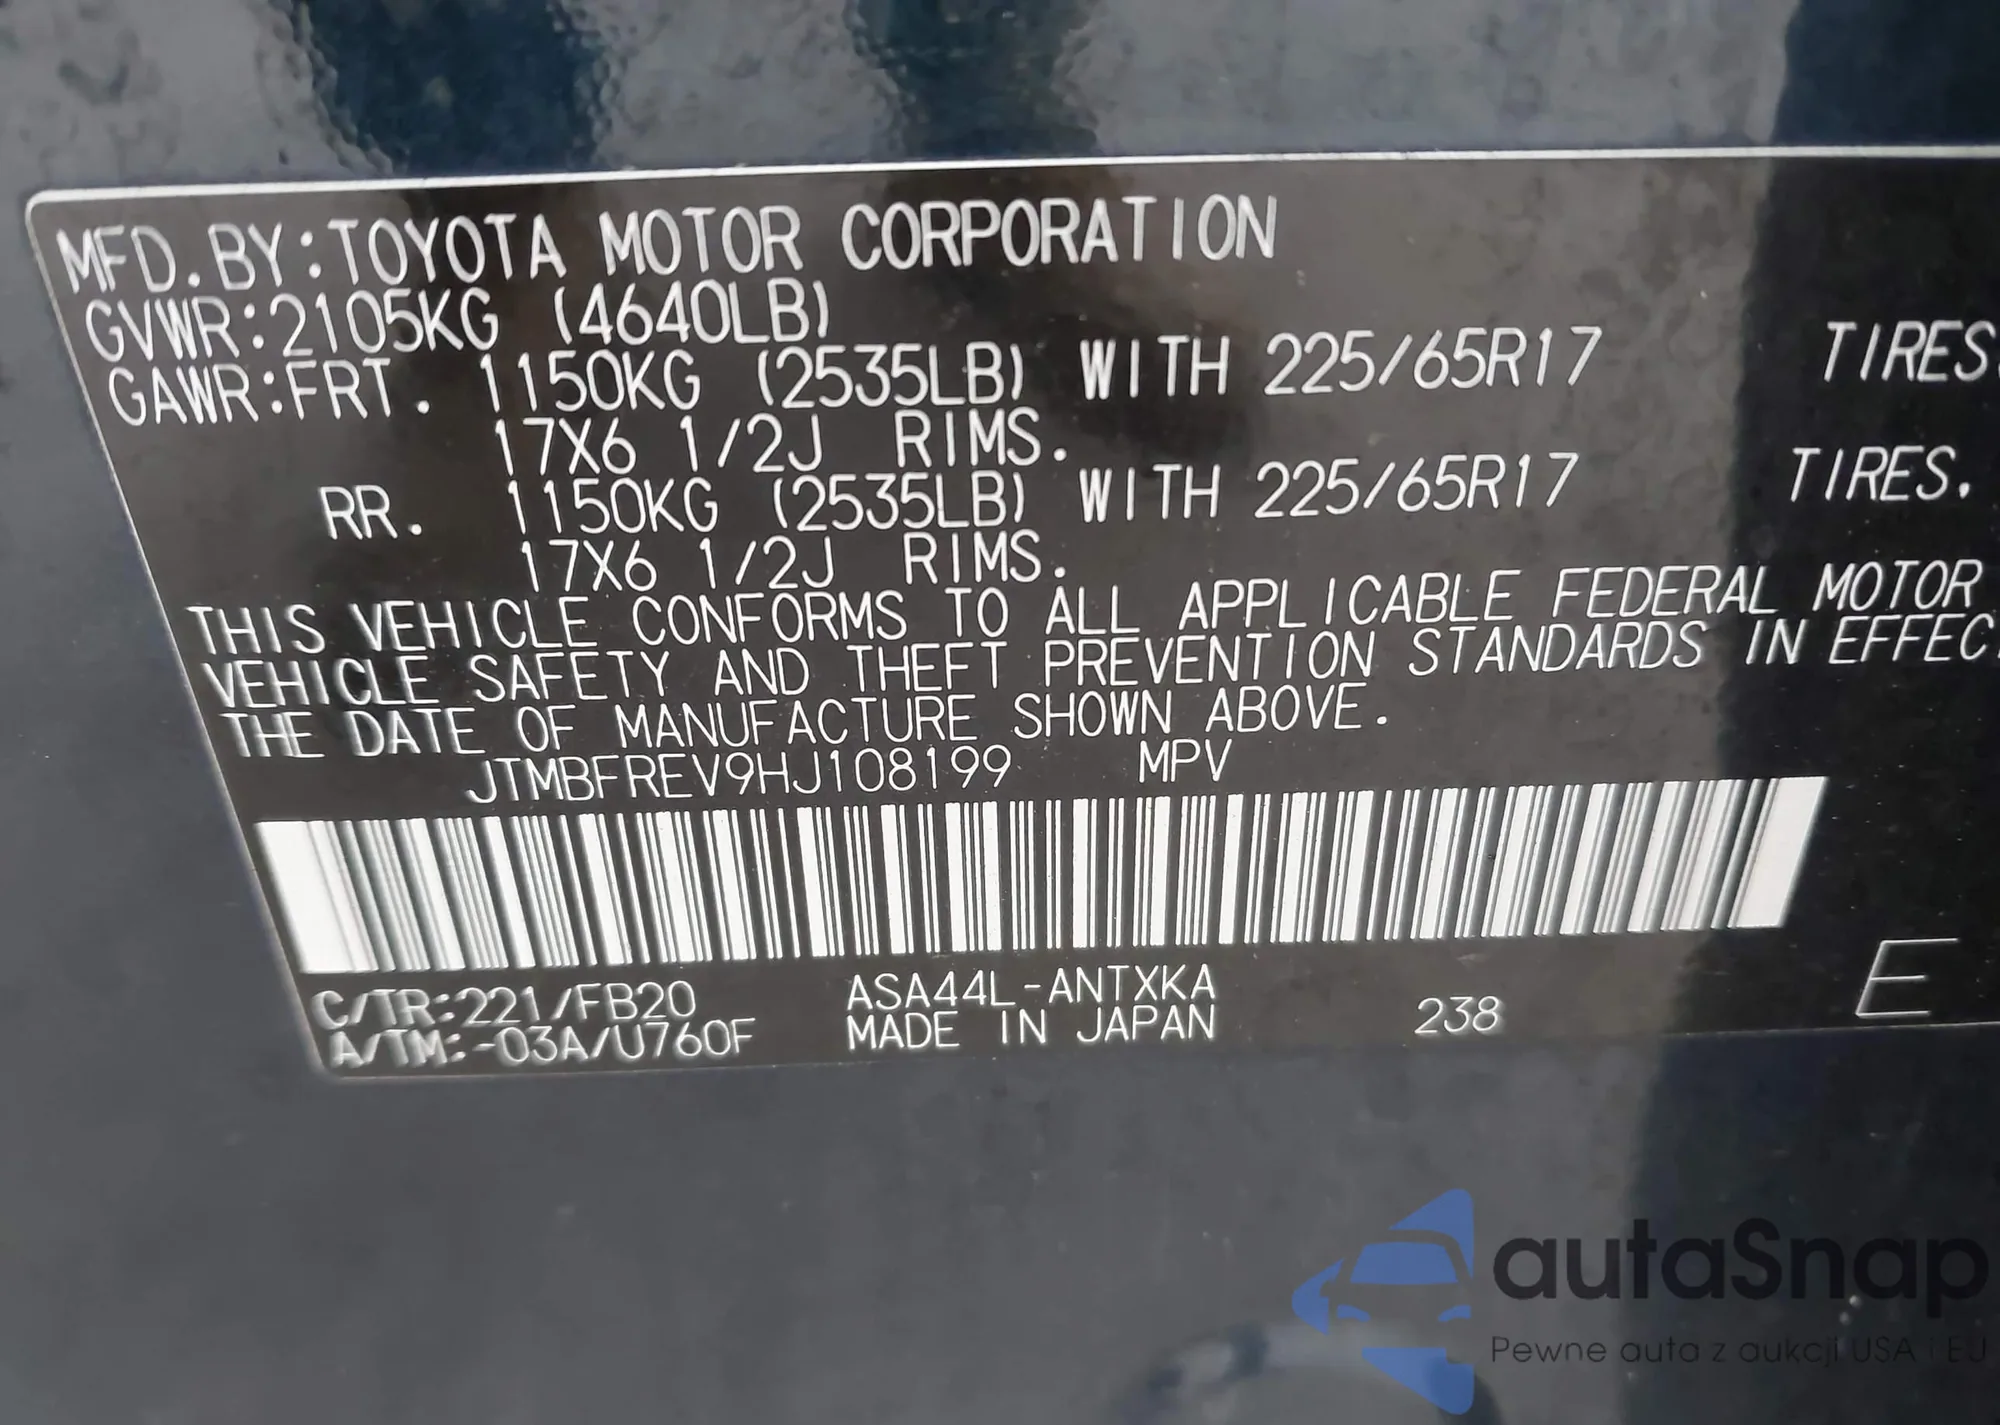 MFD.BY:TOYOTA MOTOR CORPORATION
GVWR:2105KG (4640LB)
GAWR:FRT. 1150KG (2535LB) WITH 225/65R17 TIRES.
17X6 1/2J RIMS.
RR. 1150KG (2535LB) WITH 225/65R17 TIRES.
17X6 1/2J RIMS.
THIS VEHICLE CONFORMS TO ALL APPLICABLE FEDERAL MOTOR
VEHICLE SAFETY AND THEFT PREVENTION STANDARDS IN EFFEC
THE DATE OF MANUFACTURE SHOWN ABOVE.
JTMBFREV9HJ108199 MPV
C/TR:221/FB20 ASA44L-ANTXKA
A/TM:-03A/U760F MADE IN JAPAN 238 E
autaSnap
Pewne auta z aukcji USA i EU